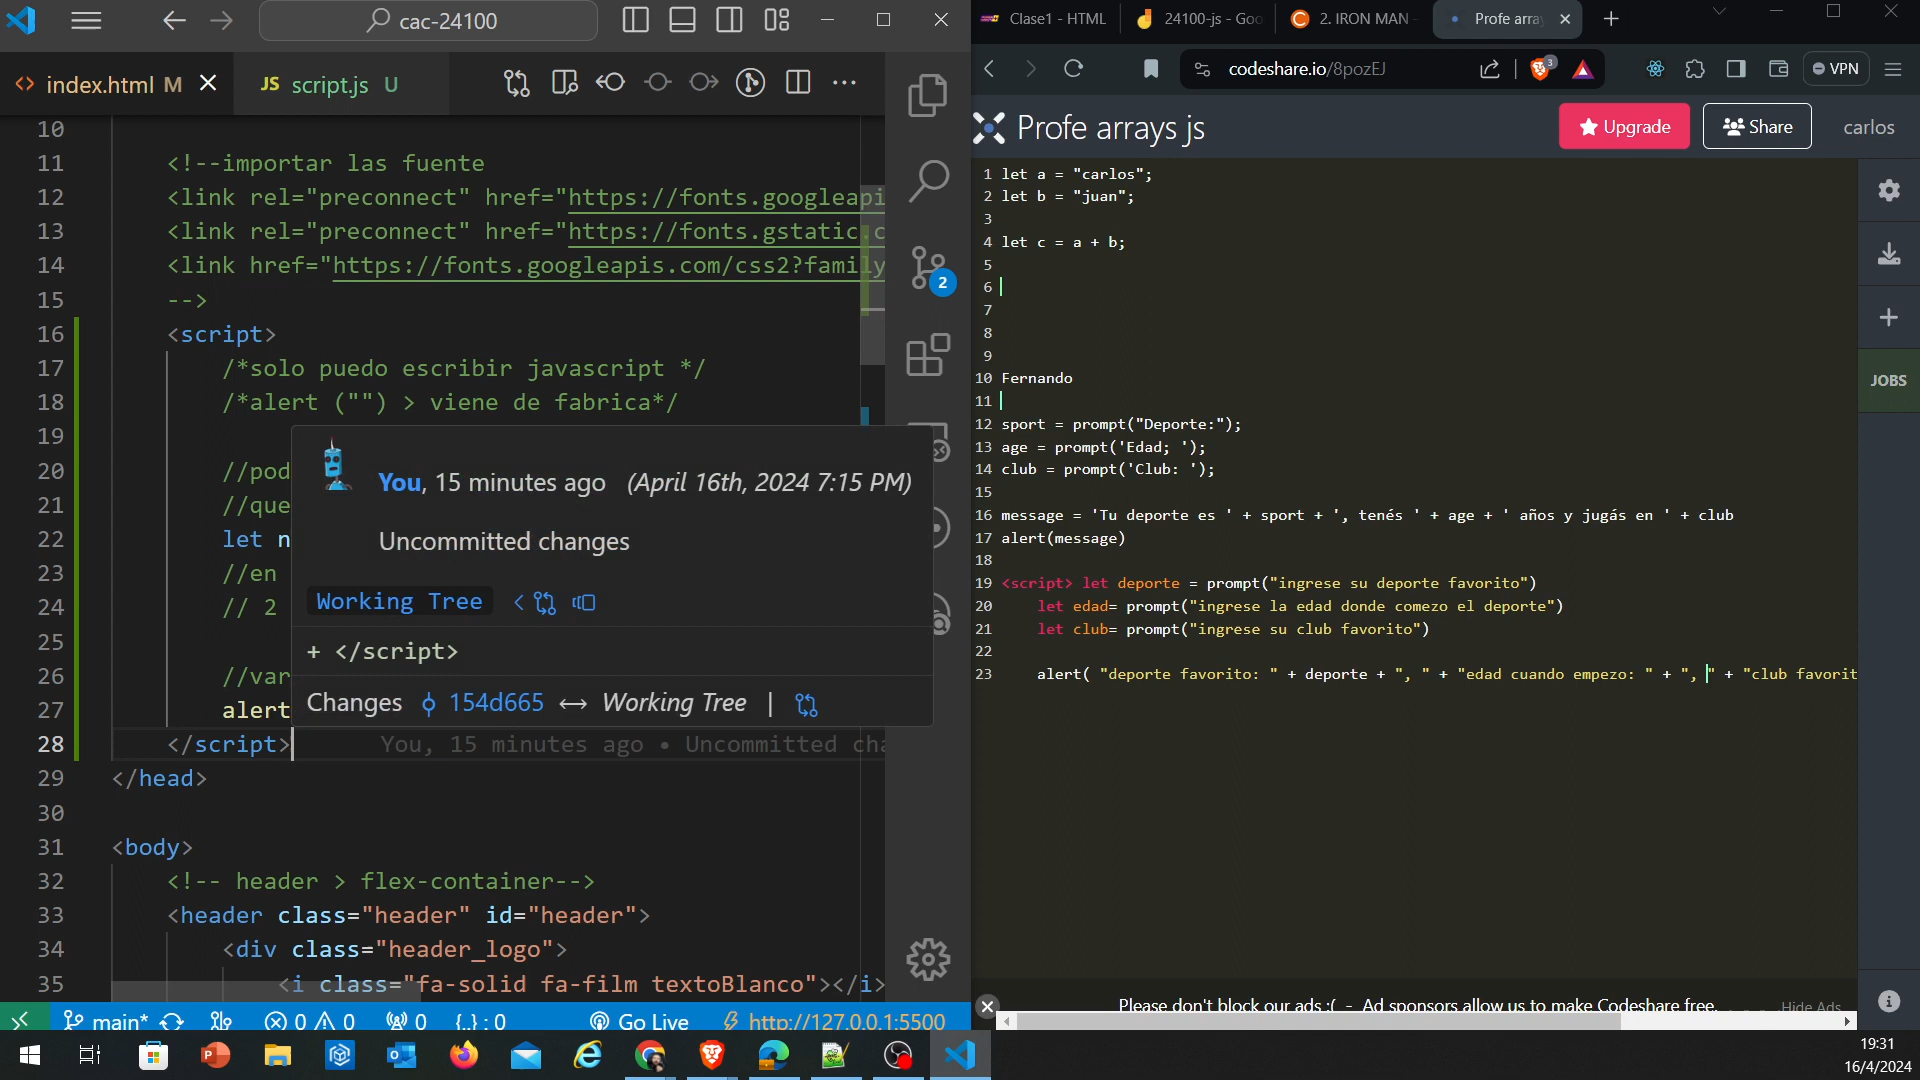 cac-24100
index.html M
JS script.js U
10
11 <!--importar las fuente
12 <link rel="preconnect" href="https://fonts.googleapi
13 <link rel="preconnect" href="https://fonts.gstatic.c
14 <link href="https://fonts.googleapis.com/css2?family
15 -->
16 <script>
17 /*solo puedo escribir javascript */
18 /*alert ("") > viene de fabrica*/
19
20 //pod
21 //que
22 let n
23 //en
24 // 2
25
26 //var
27 alert
28 </script> You, 15 minutes ago • Uncommitted cha
29 </head>
30
31 <body>
32 <!-- header > flex-container-->
33 <header class="header" id="header">
34 <div class="header_logo">
35 <i class="fa-solid fa-film textoBlanco"></i>
You, 15 minutes ago (April 16th, 2024 7:15 PM)
Uncommitted changes
Working Tree
+ </script>
Changes 154d665 ↔ Working Tree |
2
main* 0 0 0 {..} : 0 Go Live http://127.0.0.1:5500
Clase1 - HTML
24100-js - Goo
2. IRON MAN -
Profe array
codeshare.io/8pozEJ
3
VPN
Profe arrays js
Upgrade
Share
carlos
1 let a = "carlos";
2 let b = "juan";
3
4 let c = a + b;
5
6
7
8
9
10 Fernando
11
12 sport = prompt("Deporte:");
13 age = prompt('Edad; ');
14 club = prompt('Club: ');
15
16 message = 'Tu deporte es ' + sport + ', tenés ' + age + ' años y jugás en ' + club
17 alert(message)
18
19 <script> let deporte = prompt("ingrese su deporte favorito")
20 let edad= prompt("ingrese la edad donde comezo el deporte")
21 let club= prompt("ingrese su club favorito")
22
23 alert( "deporte favorito: " + deporte + ", " + "edad cuando empezo: " + ", " + "club favorit
JOBS
Please don't block our ads :( - Ad sponsors allow us to make Codeshare free.
Hide Ads
19:31
16/4/2024